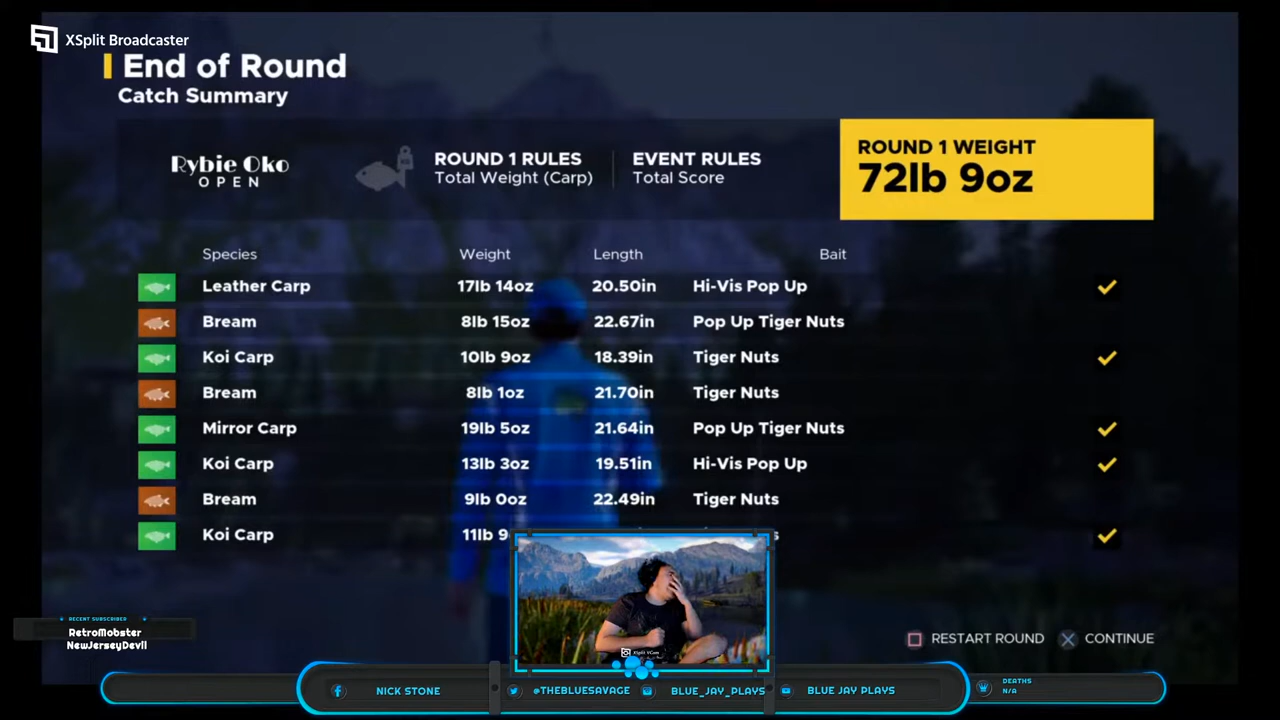 XSplit Broadcaster
End of Round
Catch Summary
Rybie Oko
OPEN
ROUND 1 RULES
Total Weight (Carp)
EVENT RULES
Total Score
ROUND 1 WEIGHT
72lb 9oz
Species Weight Length Bait
Leather Carp 17lb 14oz 20.50in Hi-Vis Pop Up
Bream 8lb 15oz 22.67in Pop Up Tiger Nuts
Koi Carp 10lb 9oz 18.39in Tiger Nuts
Bream 8lb 1oz 21.70in Tiger Nuts
Mirror Carp 19lb 5oz 21.64in Pop Up Tiger Nuts
Koi Carp 13lb 3oz 19.51in Hi-Vis Pop Up
Bream 9lb 0oz 22.49in Tiger Nuts
Koi Carp 11lb 9
XSplit VCam
RECENT SUBSCRIBER
RetroMobster
NewJerseyDevil
RESTART ROUND CONTINUE
NICK STONE @THEBLUESAVAGE BLUE_JAY_PLAYS BLUE JAY PLAYS
DEATHS
N/A